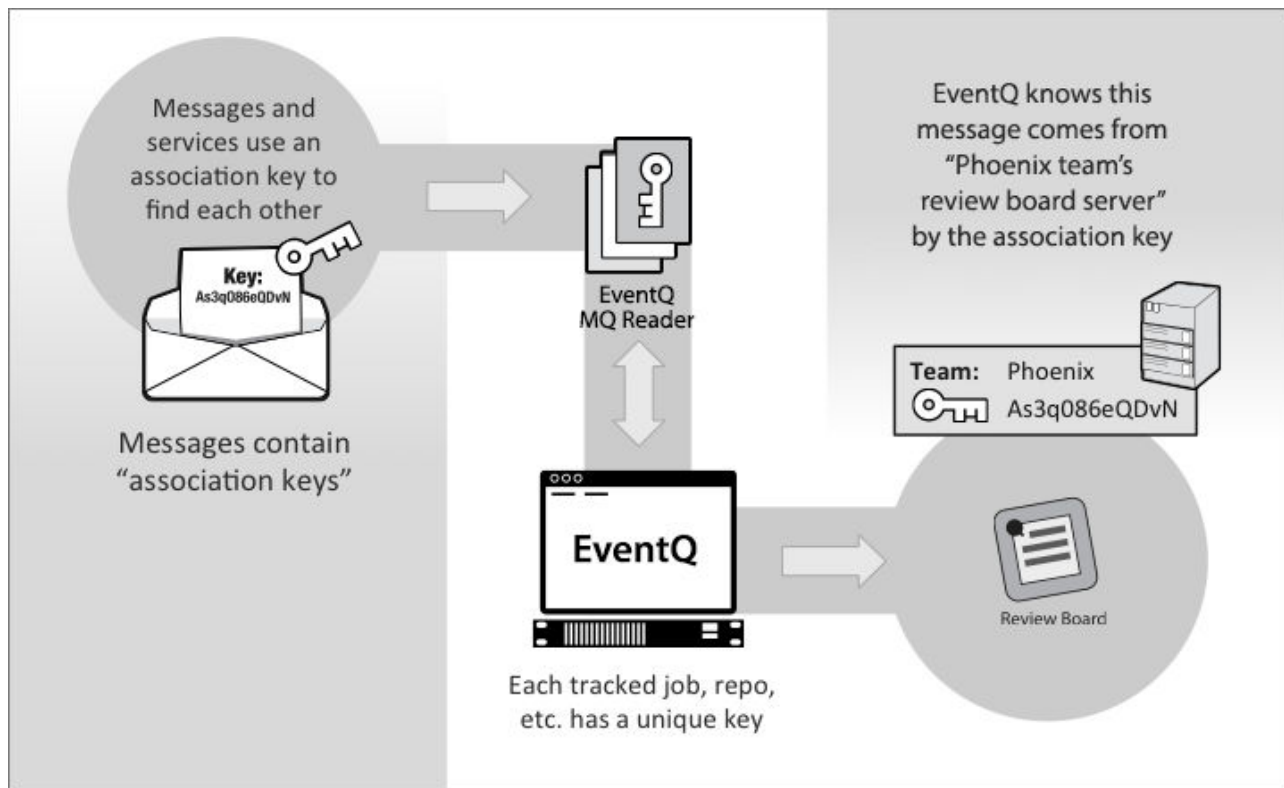 Messages and
services use an
association key to
find each other
Key:
As3q086eQDvN
Messages contain
“association keys”
EventQ
MQ Reader
EventQ
Each tracked job, repo,
etc. has a unique key
EventQ knows this
message comes from
“Phoenix team’s
review board server”
by the association key
Team: Phoenix
As3q086eQDvN
Review Board